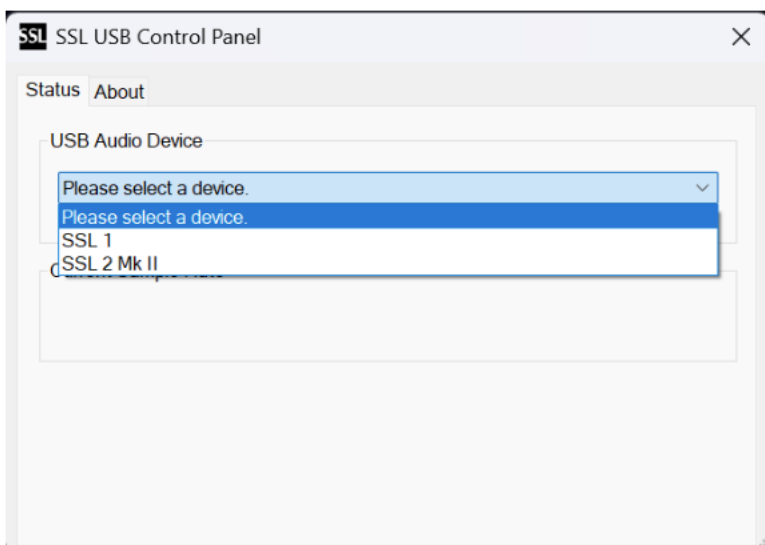 SSL SSL USB Control Panel
Status About
USB Audio Device
Please select a device.
Please select a device.
SSL 1
SSL 2 Mk II